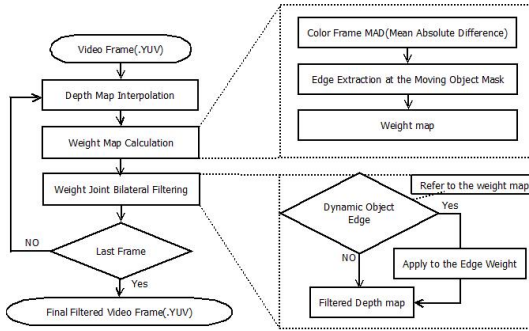 Video Frame(.YUV)
Depth Map Interpolation
Weight Map Calculation
Weight Joint Bilateral Filtering
NO
Last Frame
Yes
Final Filtered Video Frame(.YUV)
Color Frame MAD(Mean Absolute Difference)
Edge Extraction at the Moving Object Mask
Weight map
Refer to the weight map
Dynamic Object
Edge
Yes
NO
Apply to the Edge Weight
Filtered Depth map